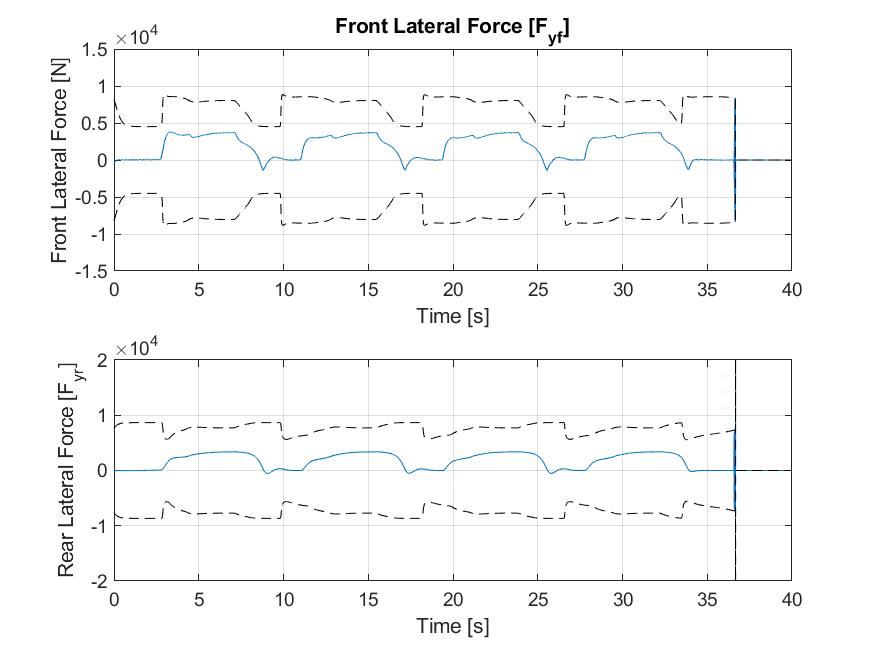 Front Lateral Force [F_yf]
×10^4
Front Lateral Force [N]
1.5
1
0.5
0
-0.5
-1
-1.5
0 5 10 15 20 25 30 35 40
Time [s]
×10^4
Rear Lateral Force [F_yr]
2
1
0
-1
-2
0 5 10 15 20 25 30 35 40
Time [s]